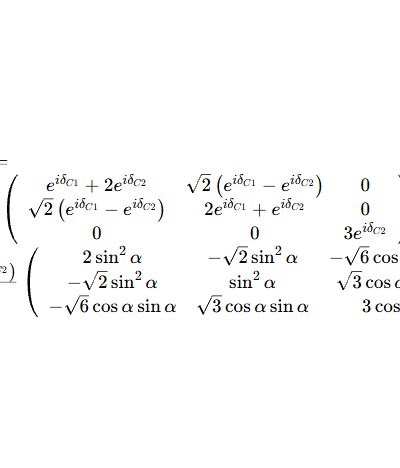 =
( e^{iδ_{C1}} + 2e^{iδ_{C2}} √2 (e^{iδ_{C1}} − e^{iδ_{C2}}) 0
√2 (e^{iδ_{C1}} − e^{iδ_{C2}}) 2e^{iδ_{C1}} + e^{iδ_{C2}} 0
0 0 3e^{iδ_{C2}}
( 2 sin² α −√2 sin² α −√6 cos
−√2 sin² α sin² α √3 cos
−√6 cos α sin α √3 cos α sin α 3 cos